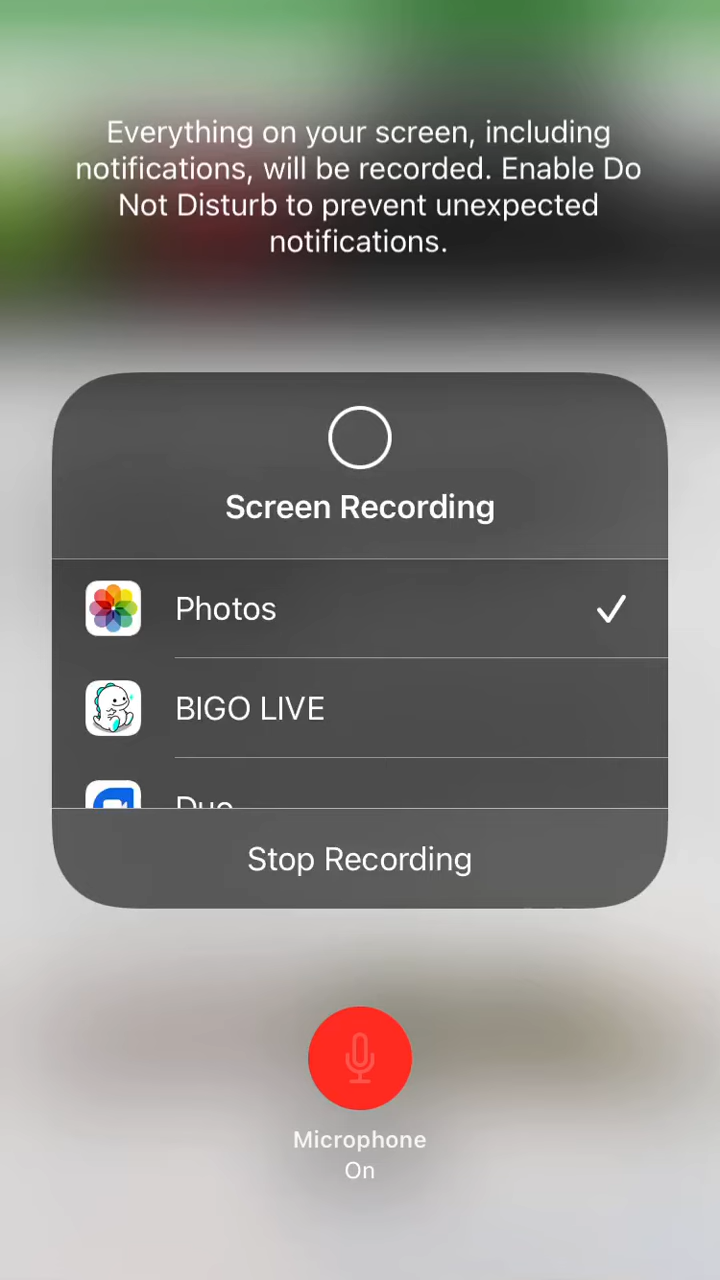 Everything on your screen, including
notifications, will be recorded. Enable Do
Not Disturb to prevent unexpected
notifications.
Screen Recording
Photos
BIGO LIVE
Duo
Stop Recording
Microphone
On